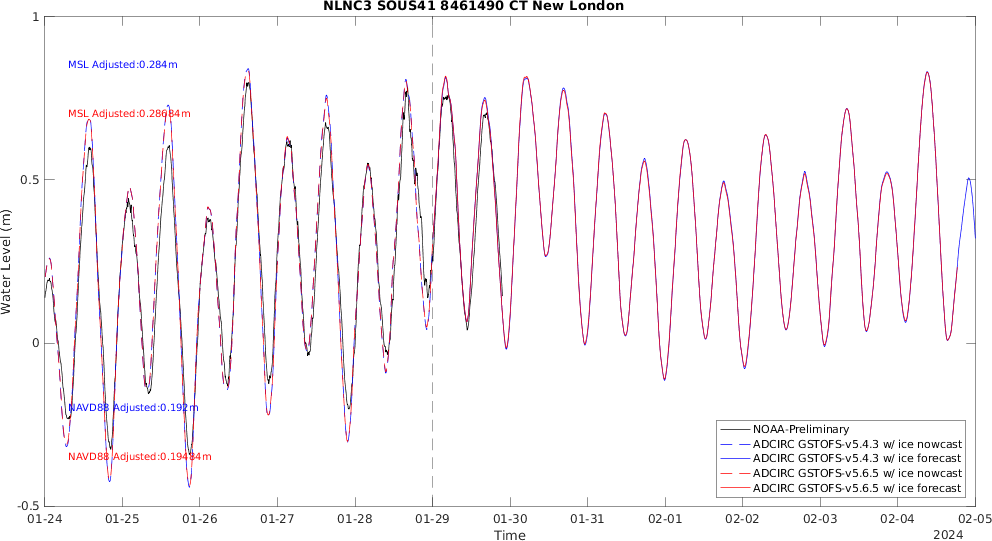 NLNC3 SOUS41 8461490 CT New London
1
MSL Adjusted:0.284m
MSL Adjusted:0.28684m
0.5
Water Level (m)
0
NAVD88 Adjusted:0.192m
NAVD88 Adjusted:0.19484m
NOAA-Preliminary
ADCIRC GSTOFS-v5.4.3 w/ ice nowcast
ADCIRC GSTOFS-v5.4.3 w/ ice forecast
ADCIRC GSTOFS-v5.6.5 w/ ice nowcast
ADCIRC GSTOFS-v5.6.5 w/ ice forecast
-0.5
01-24 01-25 01-26 01-27 01-28 01-29 01-30 01-31 02-01 02-02 02-03 02-04 02-05
Time
2024